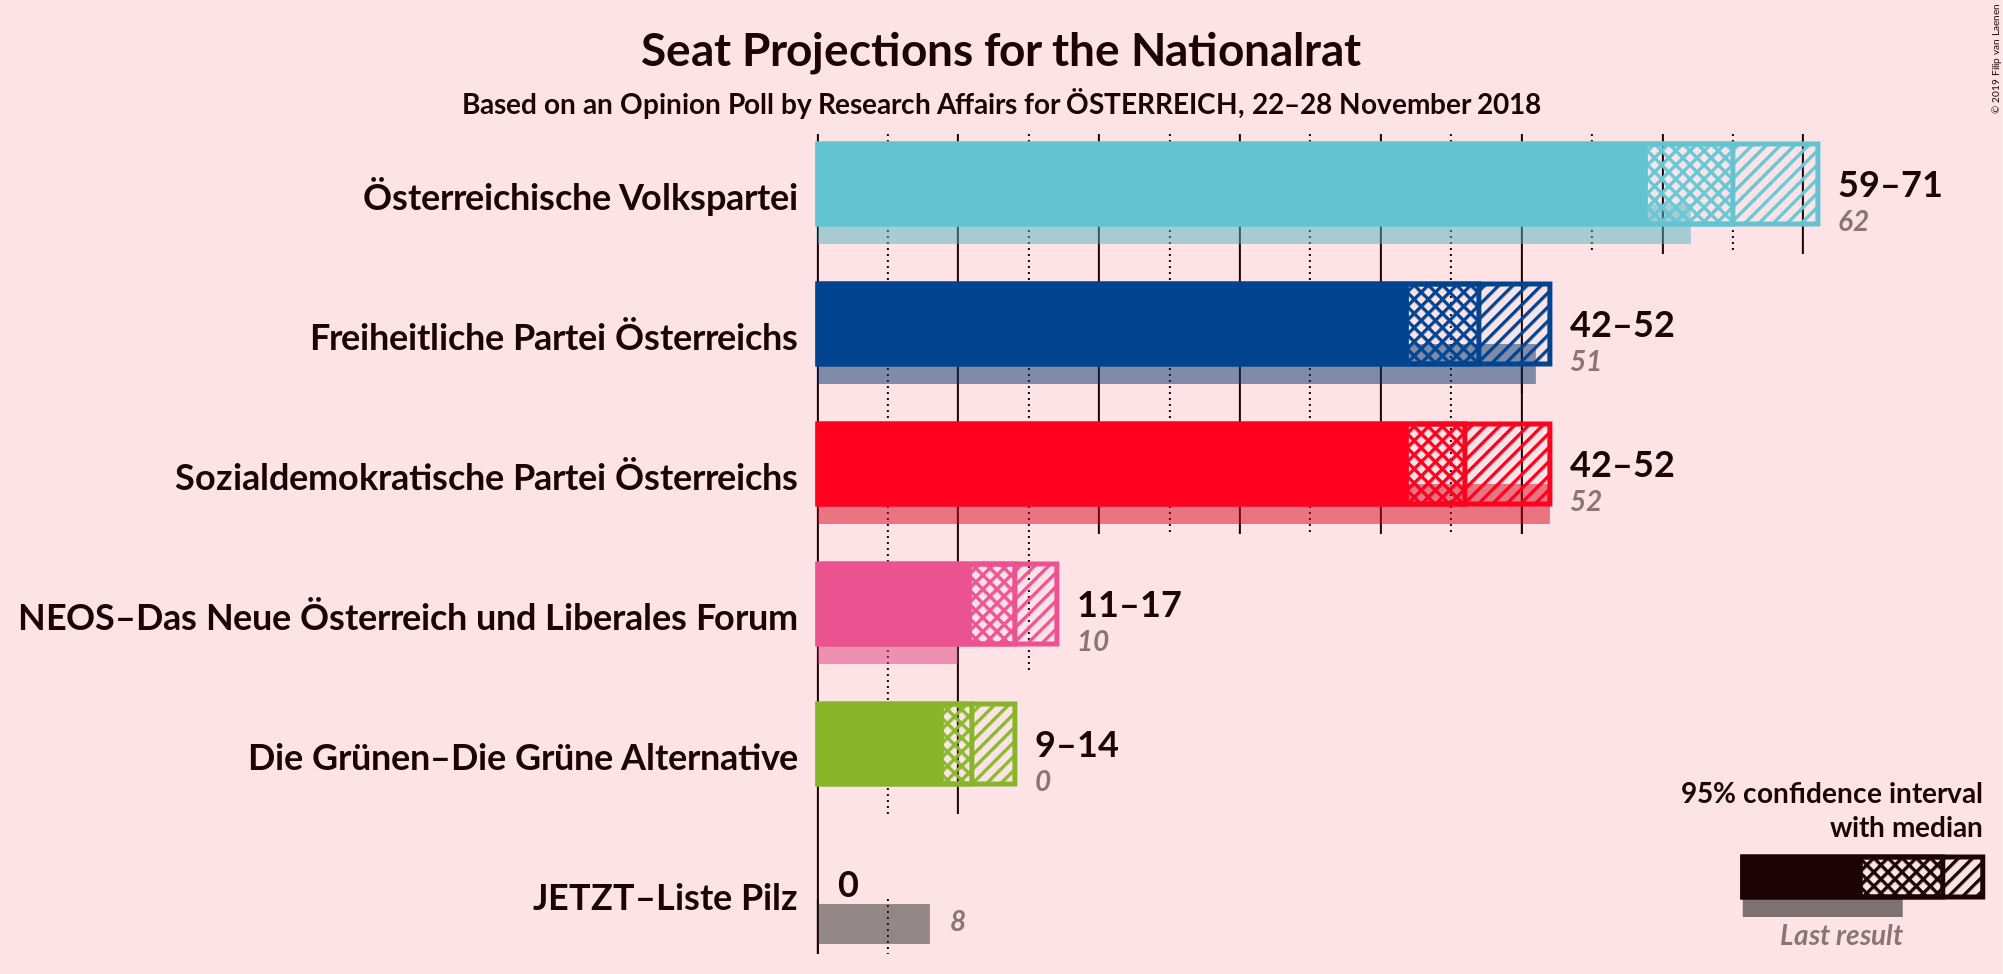 Seat Projections for the Nationalrat
Based on an Opinion Poll by Research Affairs for ÖSTERREICH, 22–28 November 2018
© 2019 Filip van Laenen
Österreichische Volkspartei
59–71
62
Freiheitliche Partei Österreichs
42–52
51
Sozialdemokratische Partei Österreichs
42–52
52
NEOS–Das Neue Österreich und Liberales Forum
11–17
10
Die Grünen–Die Grüne Alternative
9–14
0
JETZT–Liste Pilz
0
8
95% confidence interval
with median
Last result